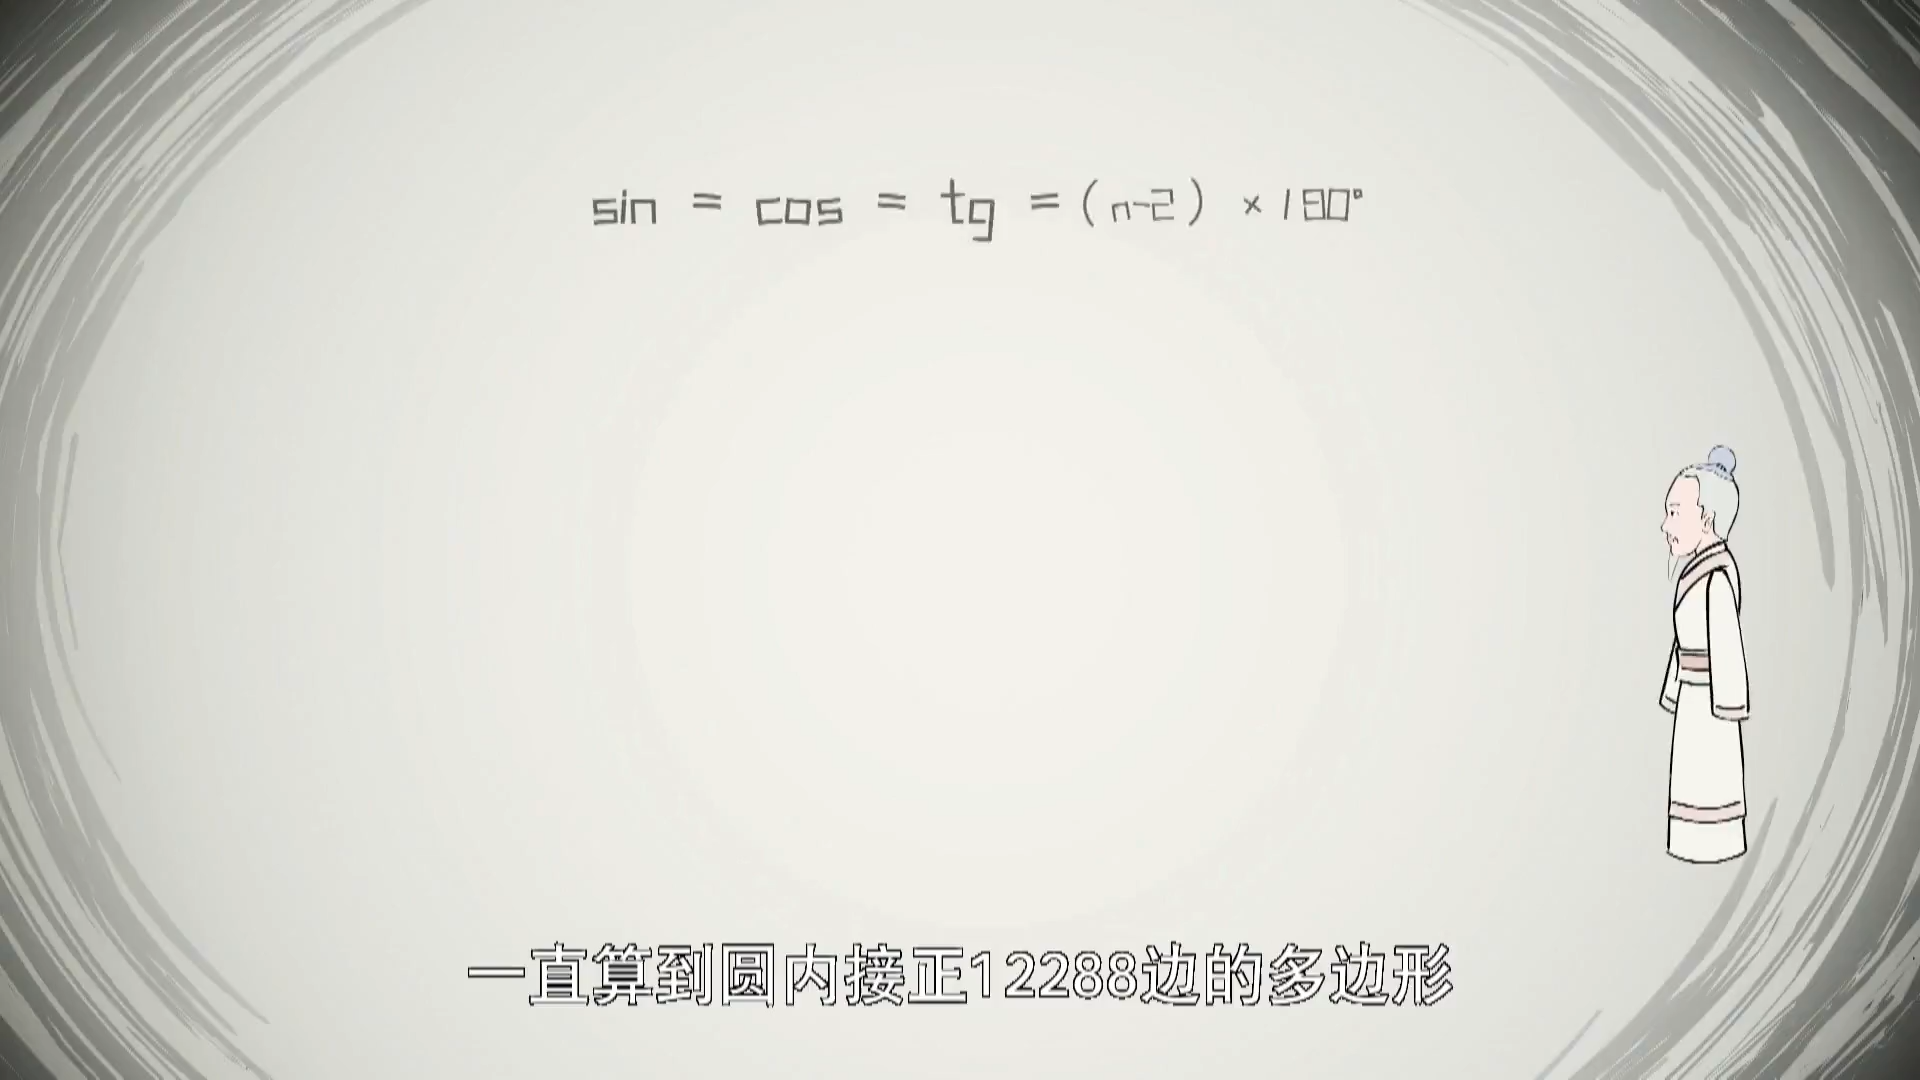 sin = cos = tg = (n-2) × 180°
一直算到圆内接正12288边的多边形